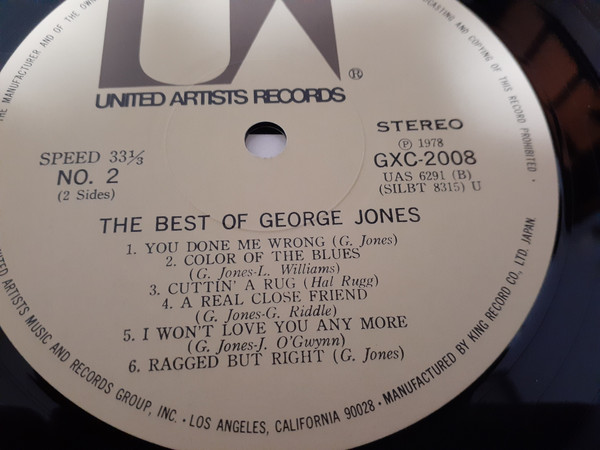 THE MANUFACTURER AND OF THE
BROADCASTING AND COPYING OF THIS RECORD PROHIBITED ·
UA
®
UNITED ARTISTS RECORDS
STEREO
Ⓟ 1978
GXC-2008
UAS 6291 (B)
(SILBT 8315) U
SPEED 33⅓
NO. 2
(2 Sides)
THE BEST OF GEORGE JONES
1. YOU DONE ME WRONG (G. Jones)
2. COLOR OF THE BLUES
(G. Jones-L. Williams)
3. CUTTIN' A RUG (Hal Rugg)
4. A REAL CLOSE FRIEND
(G. Jones-G. Riddle)
5. I WON'T LOVE YOU ANY MORE
(G. Jones-J. O'Gwynn)
6. RAGGED BUT RIGHT (G. Jones)
UNITED ARTISTS MUSIC AND RECORDS GROUP, INC. · LOS ANGELES, CALIFORNIA 90028 · MANUFACTURED BY KING RECORD CO., LTD. JAPAN.